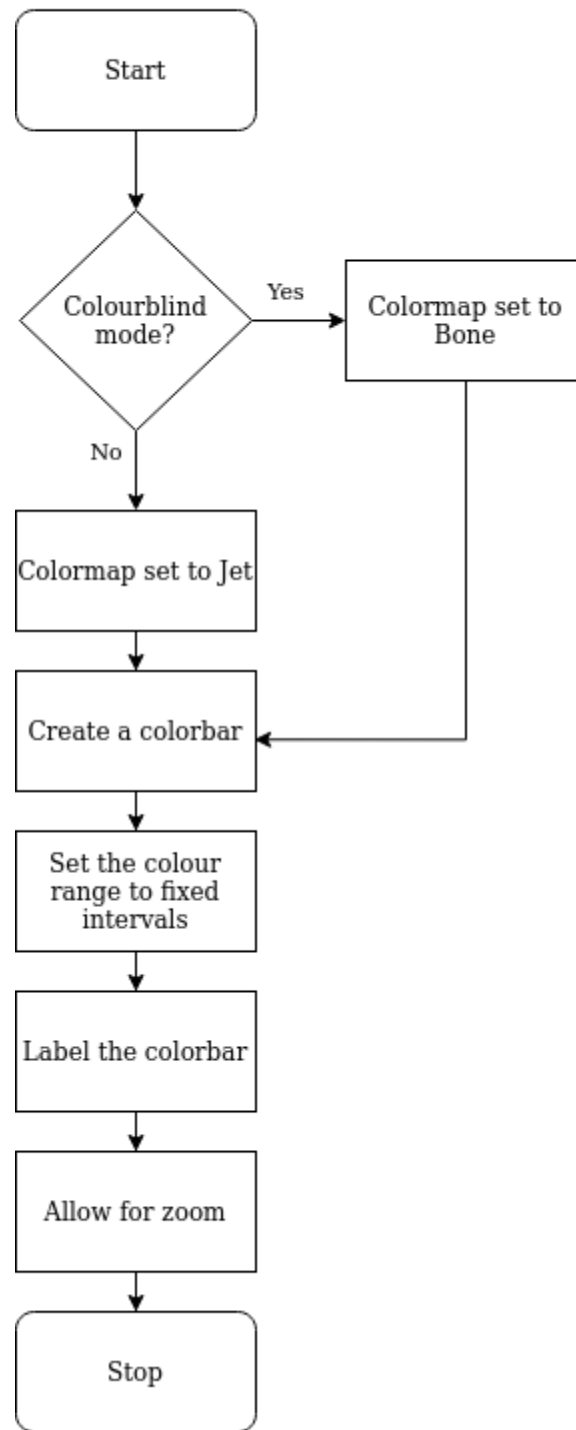 Start
Colourblind
mode?
Yes
Colormap set to
Bone
No
Colormap set to Jet
Create a colorbar
Set the colour
range to fixed
intervals
Label the colorbar
Allow for zoom
Stop